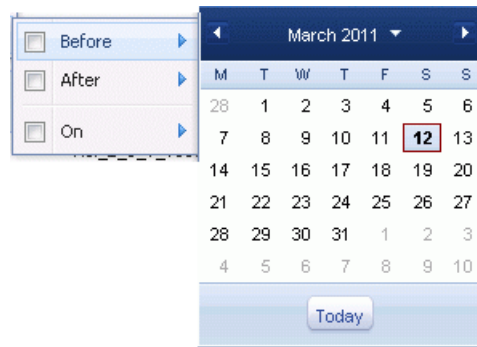 Before
After
On
March 2011
M T W T F S S
28 1 2 3 4 5 6
7 8 9 10 11 12 13
14 15 16 17 18 19 20
21 22 23 24 25 26 27
28 29 30 31 1 2 3
4 5 6 7 8 9 10
Today